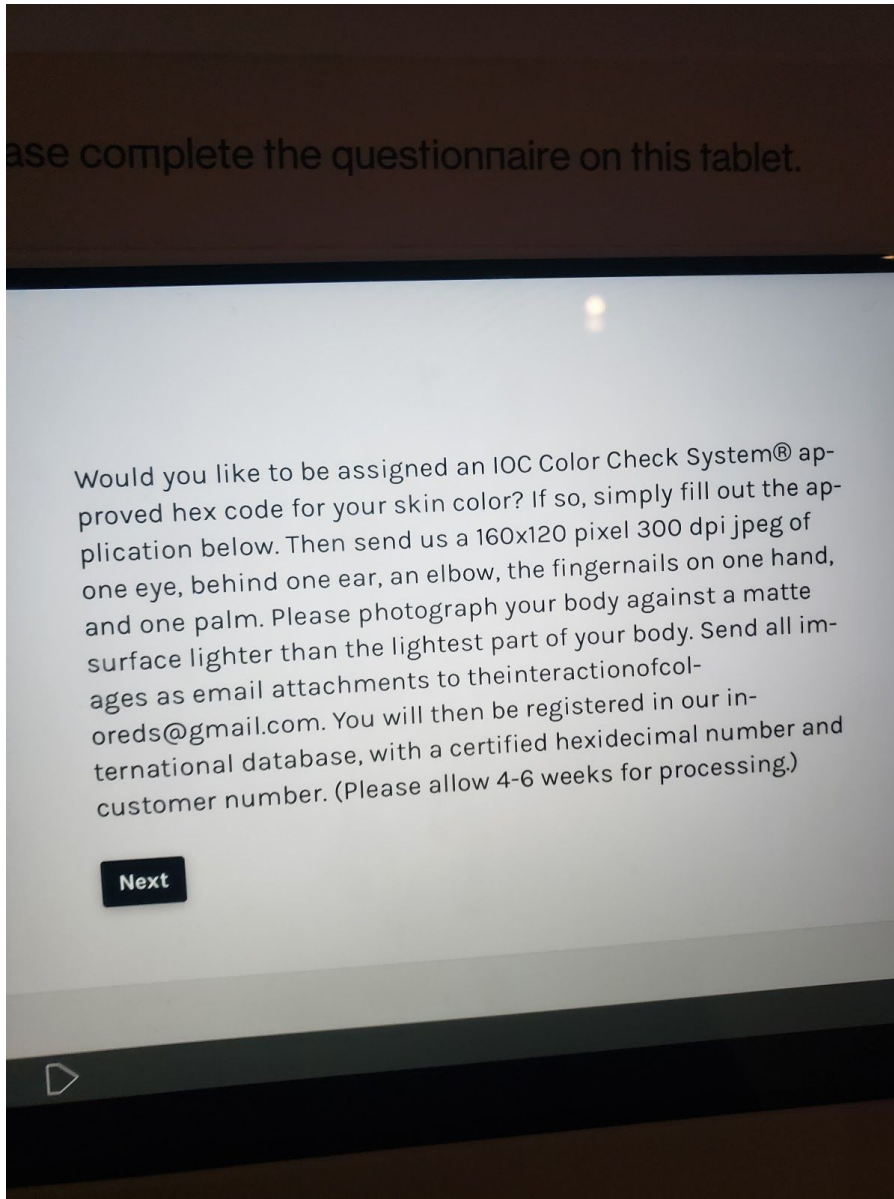 ase complete the questionnaire on this tablet.
Would you like to be assigned an IOC Color Check System® ap-
proved hex code for your skin color? If so, simply fill out the ap-
plication below. Then send us a 160x120 pixel 300 dpi jpeg of
one eye, behind one ear, an elbow, the fingernails on one hand,
and one palm. Please photograph your body against a matte
surface lighter than the lightest part of your body. Send all im-
ages as email attachments to theinteractionofcol-
oreds@gmail.com. You will then be registered in our in-
ternational database, with a certified hexidecimal number and
customer number. (Please allow 4-6 weeks for processing.)
Next